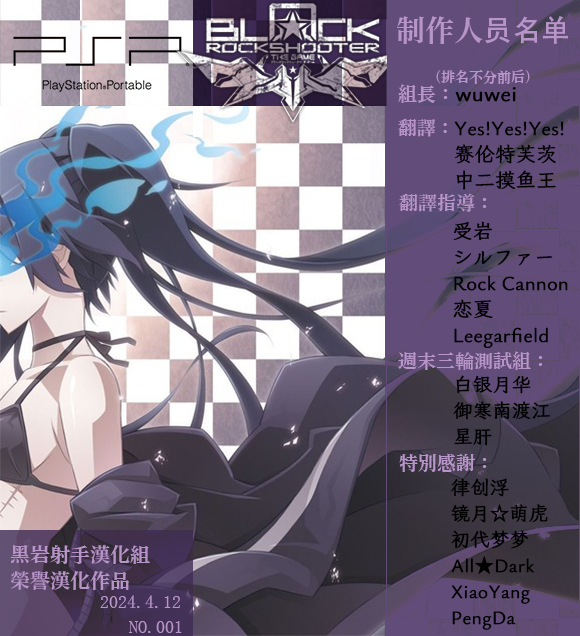 PSP
PlayStation®Portable
BLACK
ROCKSHOOTER
THE GAME
制作人员名单
（排名不分前后）
組長：wuwei
翻譯：Yes!Yes!Yes!
赛伦特芙茨
中二摸鱼王
翻譯指導：
受岩
シルファー
Rock Cannon
恋夏
Leegarfield
週末三輪測試組：
白银月华
御寒南渡江
星肝
特別感謝：
律创浮
镜月☆萌虎
初代梦梦
All★Dark
XiaoYang
PengDa
黑岩射手漢化組
榮譽漢化作品
2024.4.12
NO.001